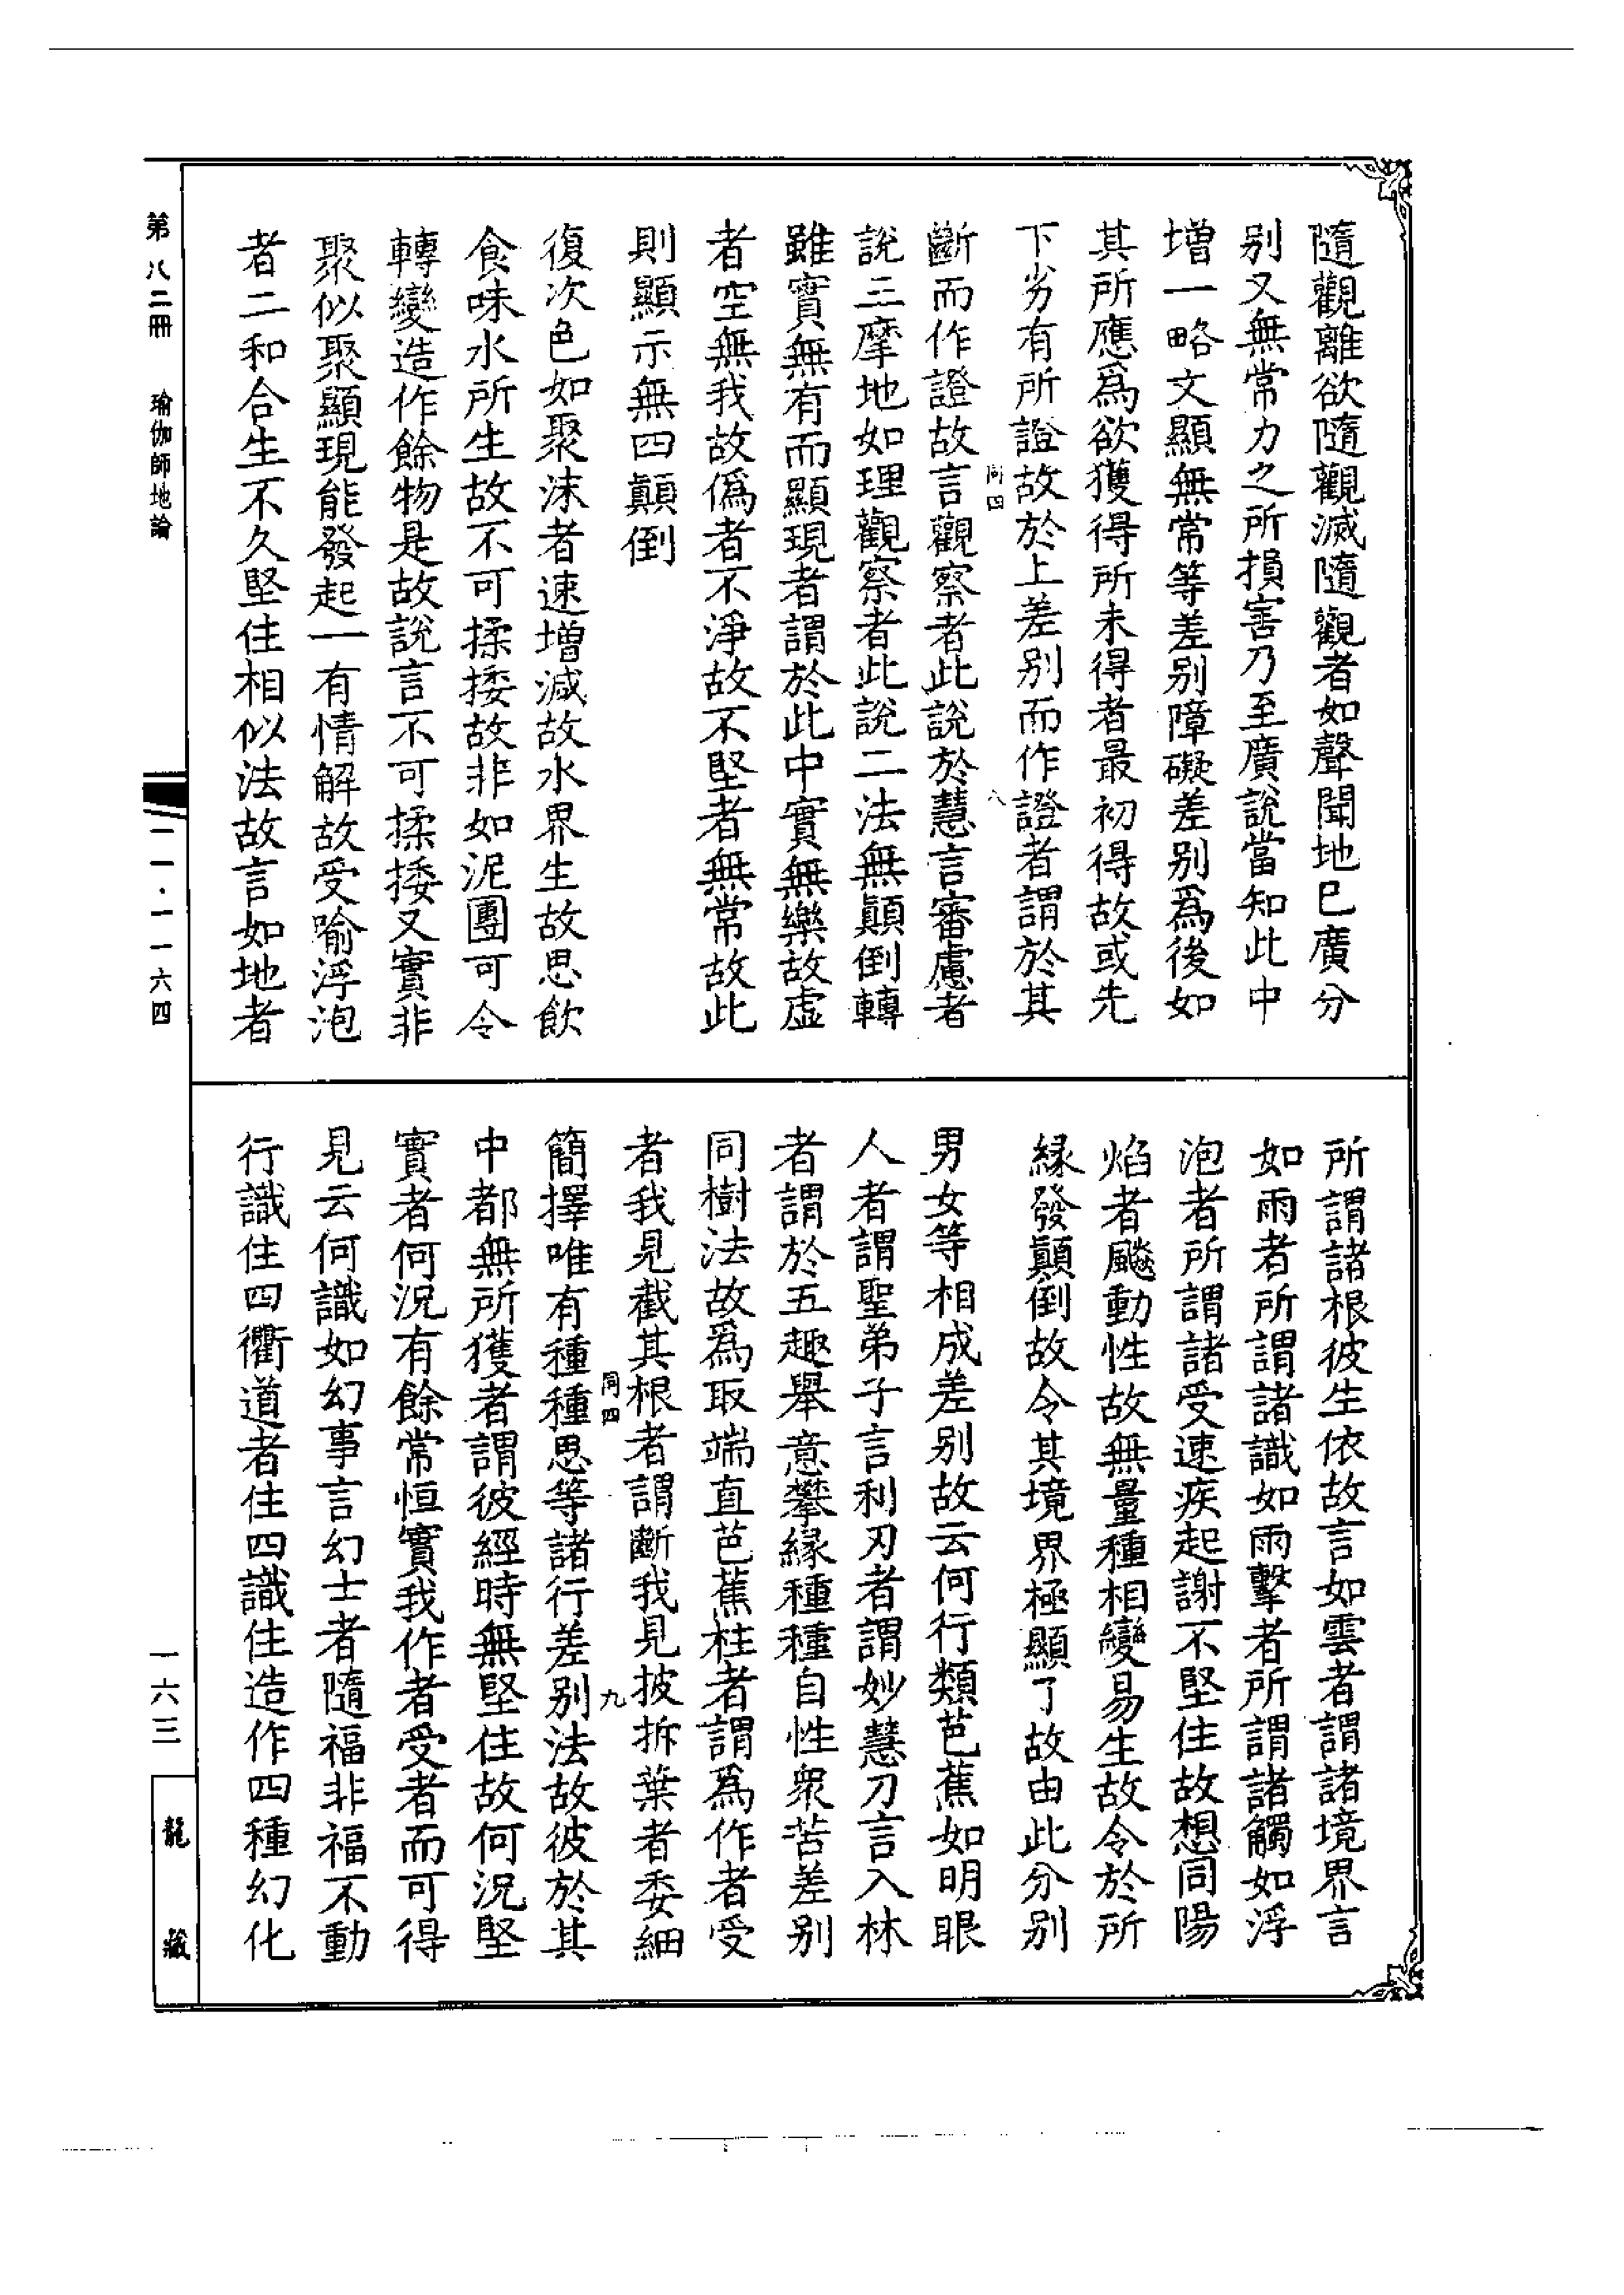 隨觀離欲隨觀滅隨觀者如聲聞地已廣分
别又無常力之所損害乃至廣說當知此中
增一略文顯無常等差别障礙差别爲後如
其所應爲欲獲得所未得者最初得故或先
下劣有所證故於上差别而作證者謂於其
同四
八
斷而作證故言觀察者此說於慧言審慮者
說三摩地如理觀察者此說二法無顛倒轉
雖實無有而顯現者謂於此中實無樂故虛
者空無我故僞者不淨故不堅者無常故此
則顯示無四顛倒
復次色如聚沫者速增減故水界生故思飲
食味水所生故不可揉捼故非如泥團可令
轉變造作餘物是故說言不可揉捼又實非
聚似聚顯現能發起一有情解故受喻浮泡
者二和合生不久堅住相似法故言如地者
所謂諸根彼生依故言如雲者謂諸境界言
如雨者所謂諸識如雨擊者所謂諸觸如浮
泡者所謂諸受速疾起謝不堅住故想同陽
焰者飈動性故無量種相變易生故令於所
緣發顛倒故令其境界極顯了故由此分别
男女等相成差别故云何行類芭蕉如明眼
人者謂聖弟子言利刃者謂妙慧刀言入林
者謂於五趣舉意攀緣種種自性衆苦差别
同樹法故爲取端直芭蕉柱者謂爲作者受
者我見截其根者謂斷我見披拆葉者委細
同四
九
簡擇唯有種種思等諸行差别法故彼於其
中都無所獲者謂彼經時無堅住故何況堅
實者何況有餘常恒實我作者受者而可得
見云何識如幻事言幻士者隨福非福不動
行識住四衢道者住四識住造作四種幻化
第八二冊
瑜伽師地論
一一·一一六四
一六三
龍藏